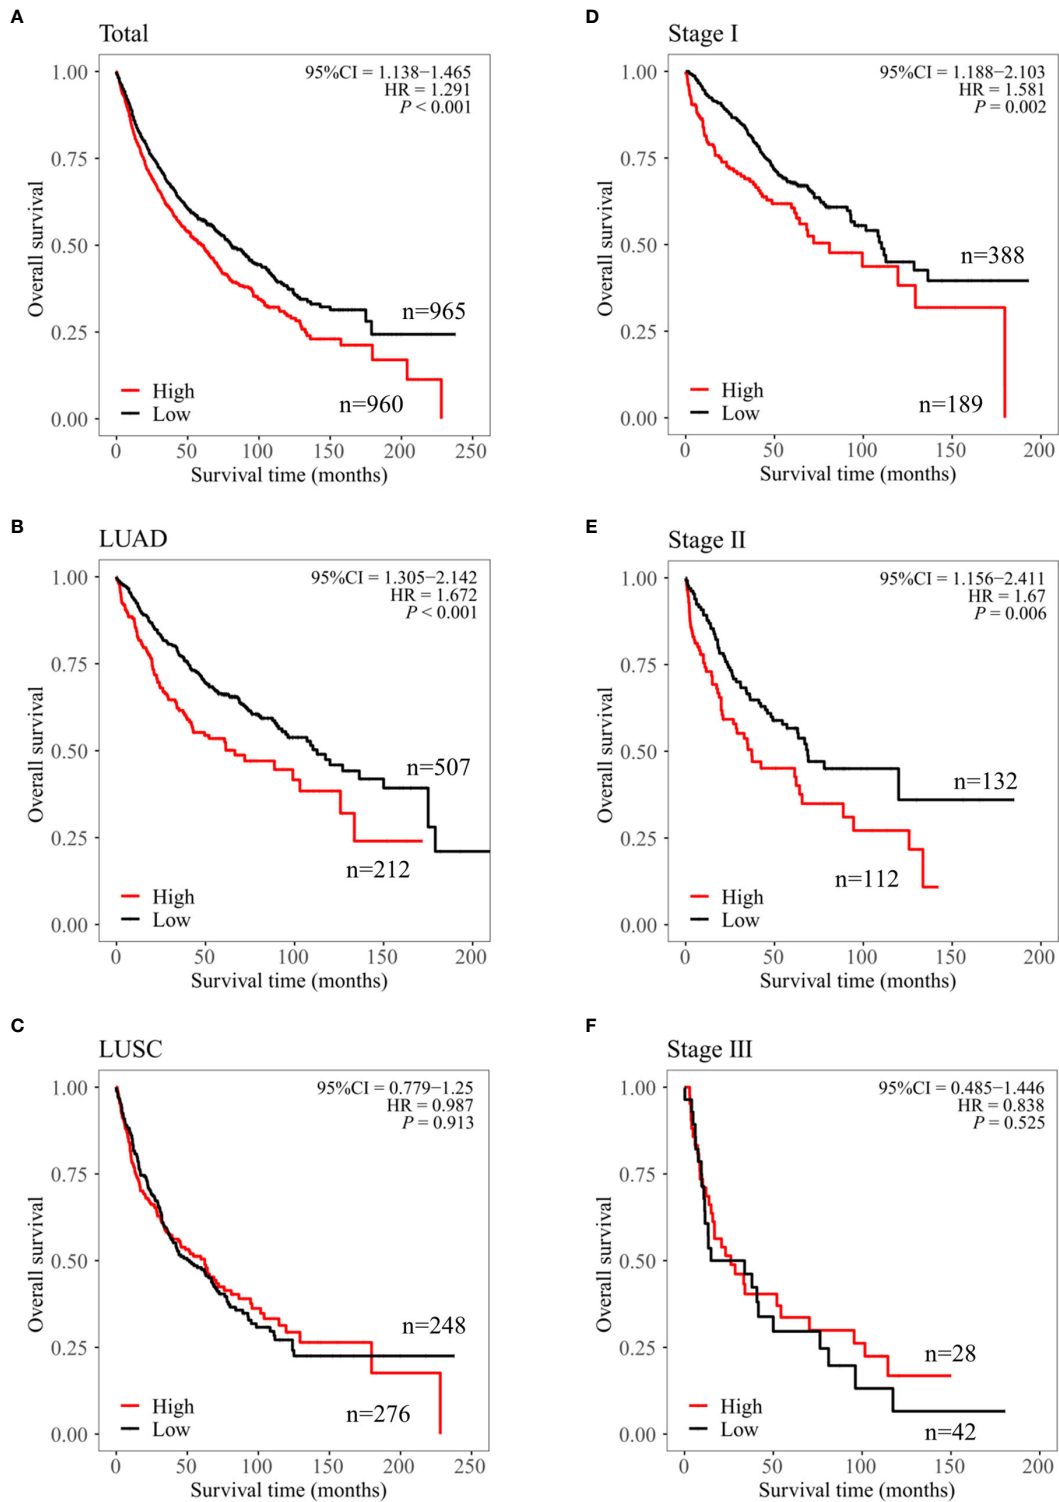 A
Total
95%CI = 1.138−1.465
HR = 1.291
P < 0.001
1.00
0.75
0.50
0.25
0.00
Overall survival
n=965
n=960
High
Low
0 50 100 150 200 250
Survival time (months)
B
LUAD
95%CI = 1.305−2.142
HR = 1.672
P < 0.001
1.00
0.75
0.50
0.25
0.00
Overall survival
n=507
n=212
High
Low
0 50 100 150 200
Survival time (months)
C
LUSC
95%CI = 0.779−1.25
HR = 0.987
P = 0.913
1.00
0.75
0.50
0.25
0.00
Overall survival
n=248
n=276
High
Low
0 50 100 150 200 250
Survival time (months)
D
Stage I
95%CI = 1.188−2.103
HR = 1.581
P = 0.002
1.00
0.75
0.50
0.25
0.00
Overall survival
n=388
n=189
High
Low
0 50 100 150 200
Survival time (months)
E
Stage II
95%CI = 1.156−2.411
HR = 1.67
P = 0.006
1.00
0.75
0.50
0.25
0.00
Overall survival
n=132
n=112
High
Low
0 50 100 150 200
Survival time (months)
F
Stage III
95%CI = 0.485−1.446
HR = 0.838
P = 0.525
1.00
0.75
0.50
0.25
0.00
Overall survival
n=28
n=42
High
Low
0 50 100 150 200
Survival time (months)